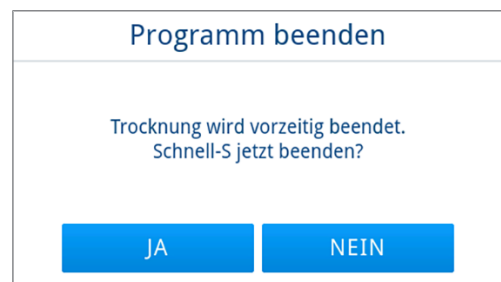 Programm beenden
Trocknung wird vorzeitig beendet.
Schnell-S jetzt beenden?
JA
NEIN